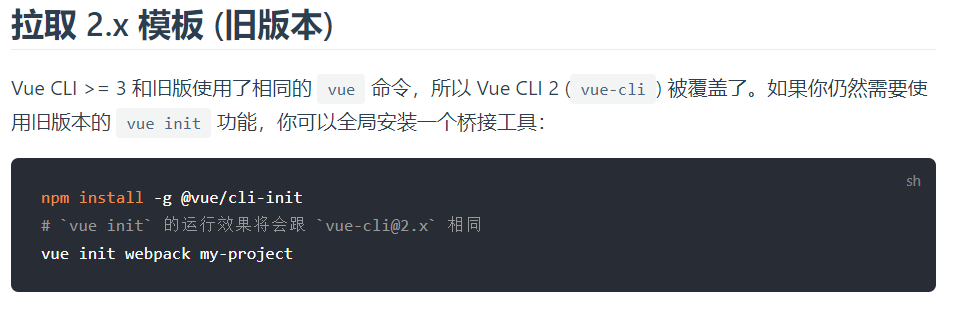 拉取 2.x 模板 (旧版本)
Vue CLI >= 3 和旧版使用了相同的 vue 命令，所以 Vue CLI 2 (vue-cli) 被覆盖了。如果你仍然需要使
用旧版本的 vue init 功能，你可以全局安装一个桥接工具：
sh
npm install -g @vue/cli-init
# `vue init` 的运行效果将会跟 `vue-cli@2.x` 相同
vue init webpack my-project